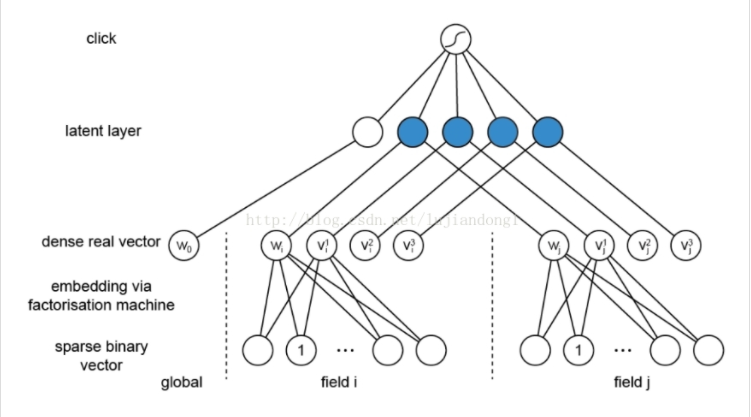 click
latent layer
http://blog.csdn.net/lujiandong1
dense real vector
w₀
wᵢ
vᵢ¹
vᵢ²
vᵢ³
wⱼ
vⱼ¹
vⱼ²
vⱼ³
embedding via
factorisation machine
sparse binary
vector
1
...
1
...
global
field i
field j